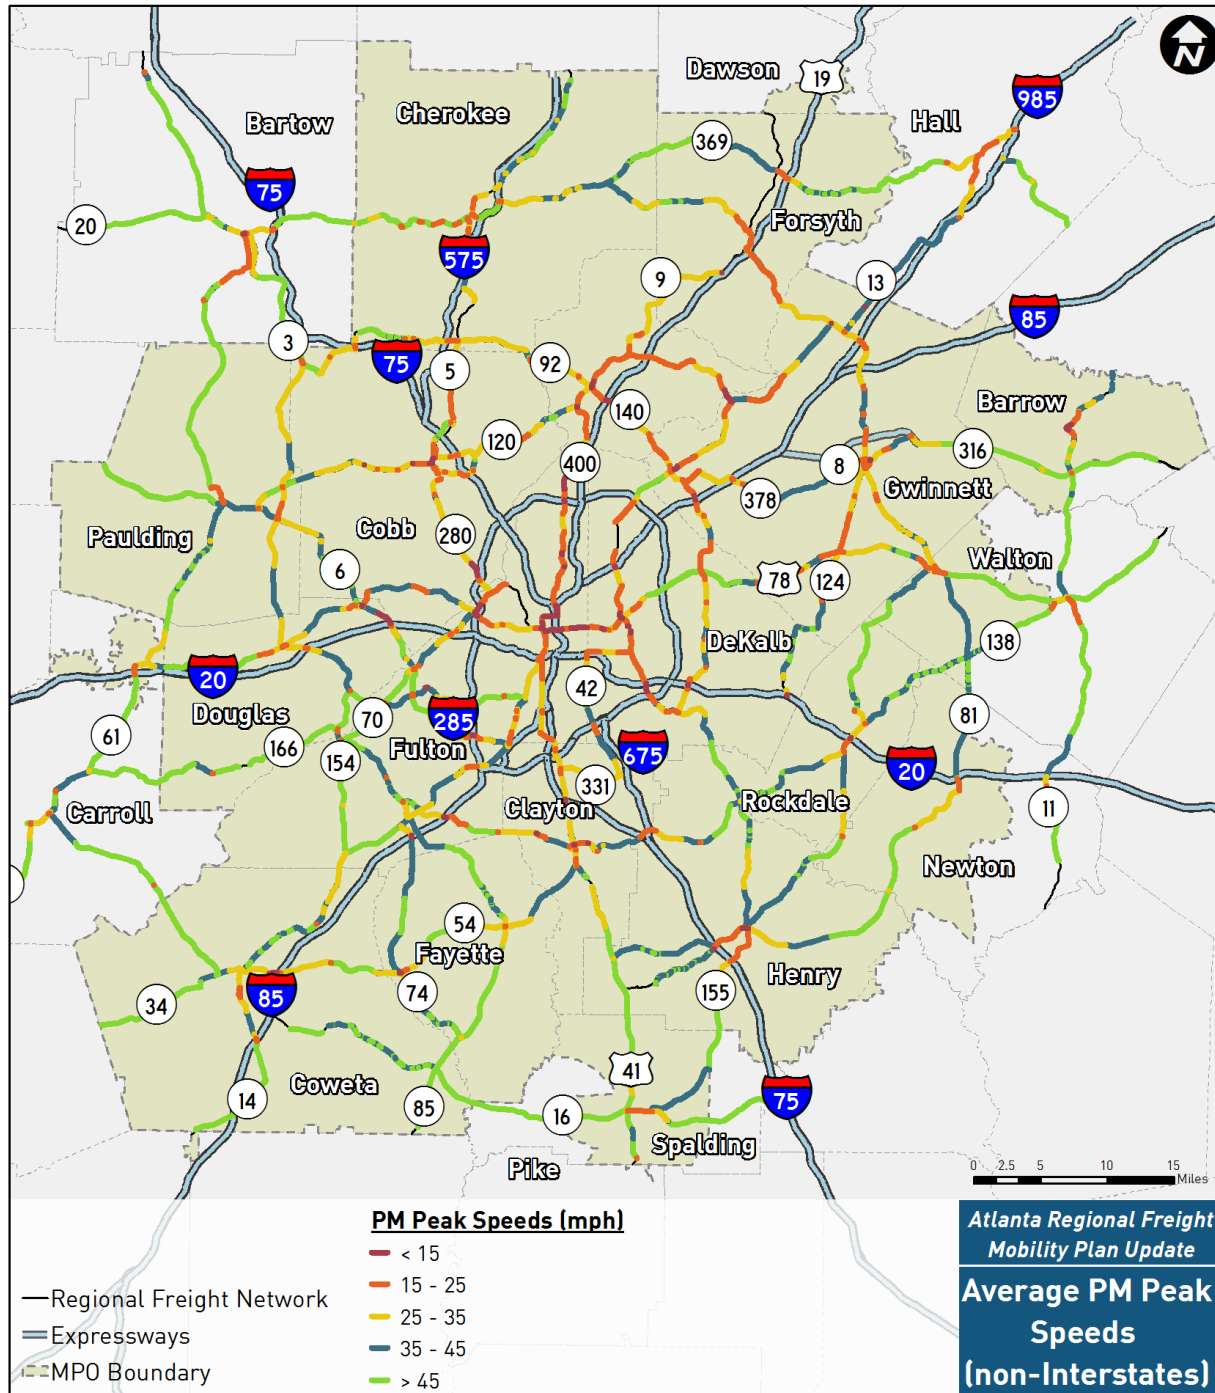 Dawson
19
Hall
985
Cherokee
Bartow
369
75
20
Forsyth
575
9
13
85
3
75
5
92
140
Barrow
120
400
8
316
378
Gwinnett
Paulding
Cobb
280
6
78
124
Walton
DeKalb
138
20
42
Douglas
70
285
81
61
166
154
Fulton
675
20
331
Clayton
Rockdale
Carroll
11
Newton
54
Fayette
Henry
34
85
74
155
41
Coweta
14
85
16
75
Spalding
Pike
0 2.5 5 10 15
Miles
PM Peak Speeds (mph)
< 15
15 - 25
25 - 35
35 - 45
> 45
Regional Freight Network
Expressways
MPO Boundary
Atlanta Regional Freight
Mobility Plan Update
Average PM Peak
Speeds
(non-Interstates)
N